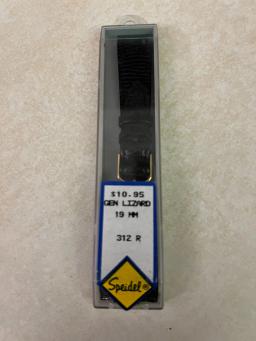 $10.95
GEN LIZARD
19 MM
312 R
Speidel®